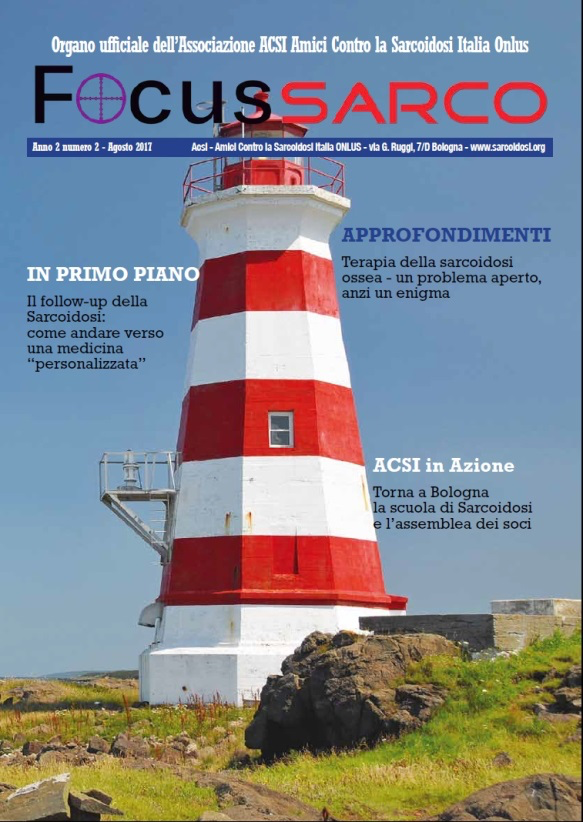 Organo ufficiale dell'Associazione ACSI Amici Contro la Sarcoidosi Italia Onlus
FocusSARCO
Anno 2 numero 2 - Agosto 2017 Acsi - Amici Contro la Sarcoidosi Italia ONLUS - via G. Ruggi, 7/D Bologna - www.sarcoidosi.org
APPROFONDIMENTI
Terapia della sarcoidosi
ossea - un problema aperto,
anzi un enigma
IN PRIMO PIANO
Il follow-up della
Sarcoidosi:
come andare verso
una medicina
“personalizzata”
ACSI in Azione
Torna a Bologna
la scuola di Sarcoidosi
e l'assemblea dei soci